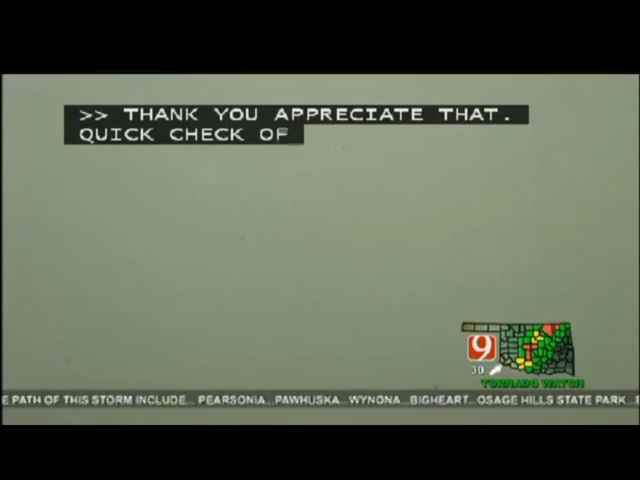 >> THANK YOU APPRECIATE THAT.
QUICK CHECK OF
9
30
TORNADO WATCH
E PATH OF THIS STORM INCLUDE... PEARSONIA...PAWHUSKA...WYNONA...BIGHEART...OSAGE HILLS STATE PARK...